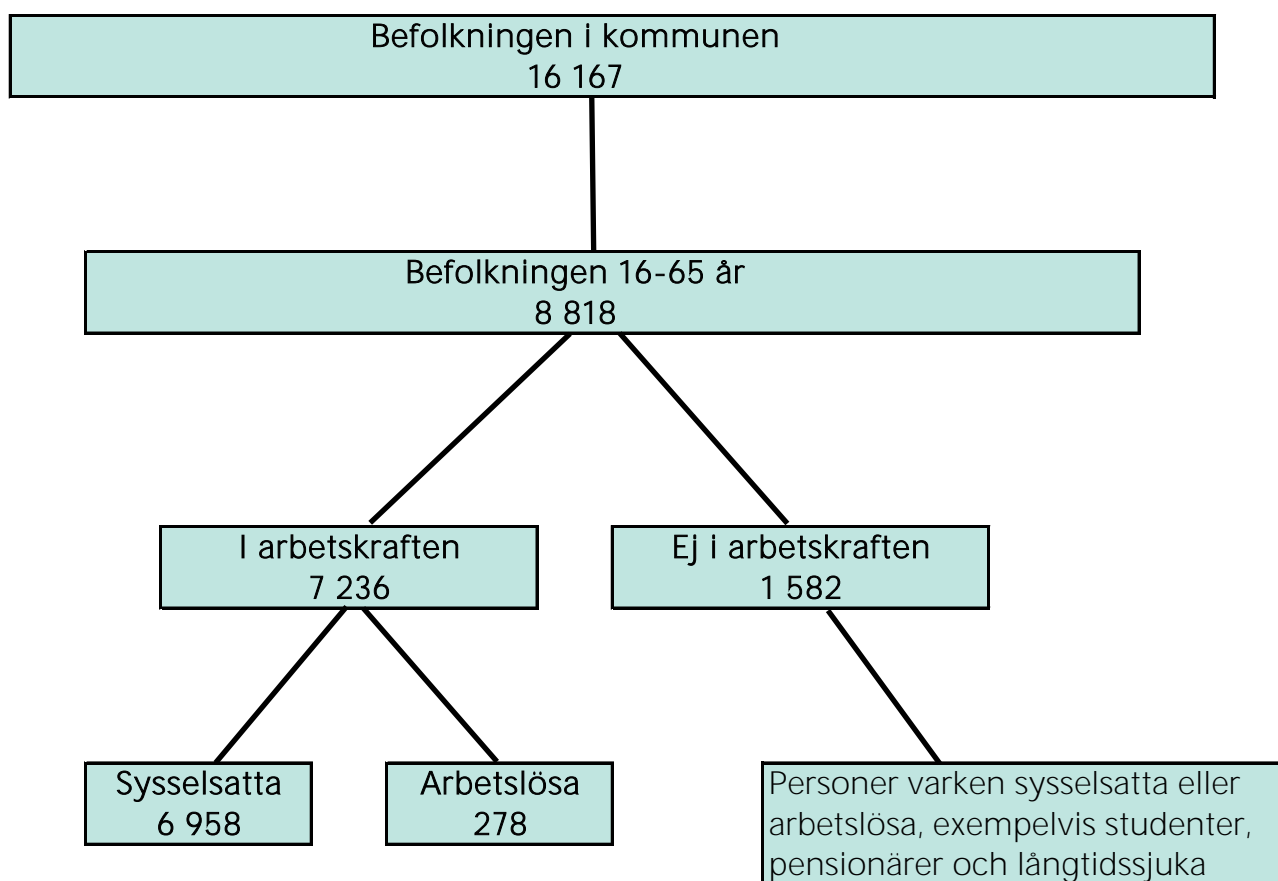 Befolkningen i kommunen
16 167
Befolkningen 16-65 år
8 818
I arbetskraften
7 236
Ej i arbetskraften
1 582
Sysselsatta
6 958
Arbetslösa
278
Personer varken sysselsatta eller
arbetslösa, exempelvis studenter,
pensionärer och långtidssjuka